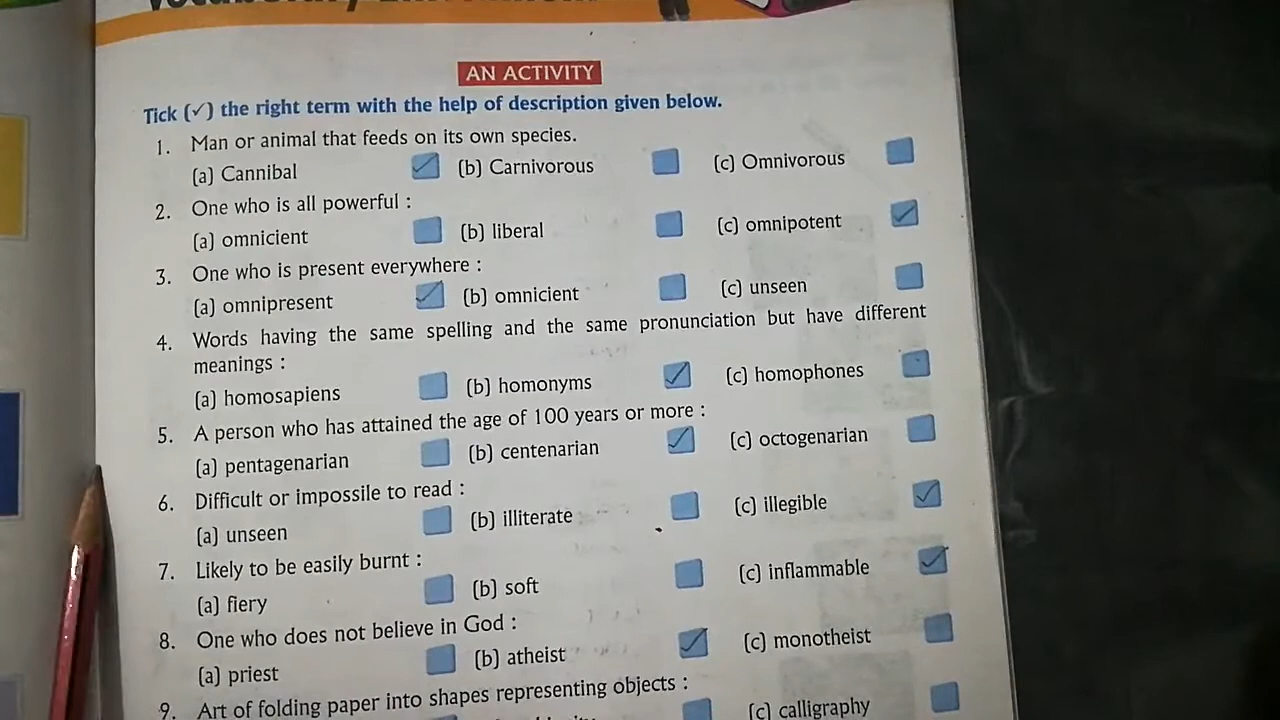 AN ACTIVITY
Tick (✓) the right term with the help of description given below.
1. Man or animal that feeds on its own species.
(a) Cannibal (b) Carnivorous (c) Omnivorous
2. One who is all powerful :
(a) omnicient (b) liberal (c) omnipotent
3. One who is present everywhere :
(a) omnipresent (b) omnicient (c) unseen
4. Words having the same spelling and the same pronunciation but have different
meanings :
(a) homosapiens (b) homonyms (c) homophones
5. A person who has attained the age of 100 years or more :
(a) pentagenarian (b) centenarian (c) octogenarian
6. Difficult or impossile to read :
(a) unseen (b) illiterate (c) illegible
7. Likely to be easily burnt :
(a) fiery (b) soft (c) inflammable
8. One who does not believe in God :
(a) priest (b) atheist (c) monotheist
9. Art of folding paper into shapes representing objects :
(c) calligraphy